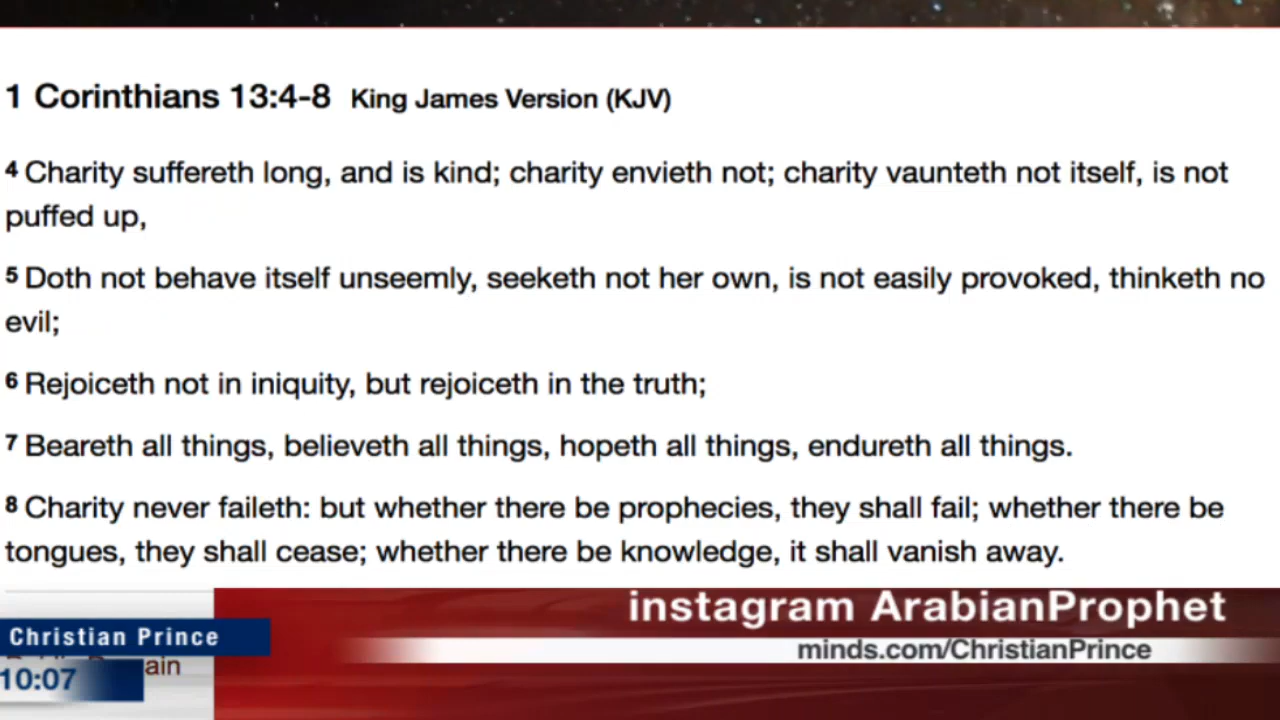 1 Corinthians 13:4-8 King James Version (KJV)
4 Charity suffereth long, and is kind; charity envieth not; charity vaunteth not itself, is not
puffed up,
5 Doth not behave itself unseemly, seeketh not her own, is not easily provoked, thinketh no
evil;
6 Rejoiceth not in iniquity, but rejoiceth in the truth;
7 Beareth all things, believeth all things, hopeth all things, endureth all things.
8 Charity never faileth: but whether there be prophecies, they shall fail; whether there be
tongues, they shall cease; whether there be knowledge, it shall vanish away.
instagram ArabianProphet
Christian Prince
minds.com/ChristianPrince
10:07